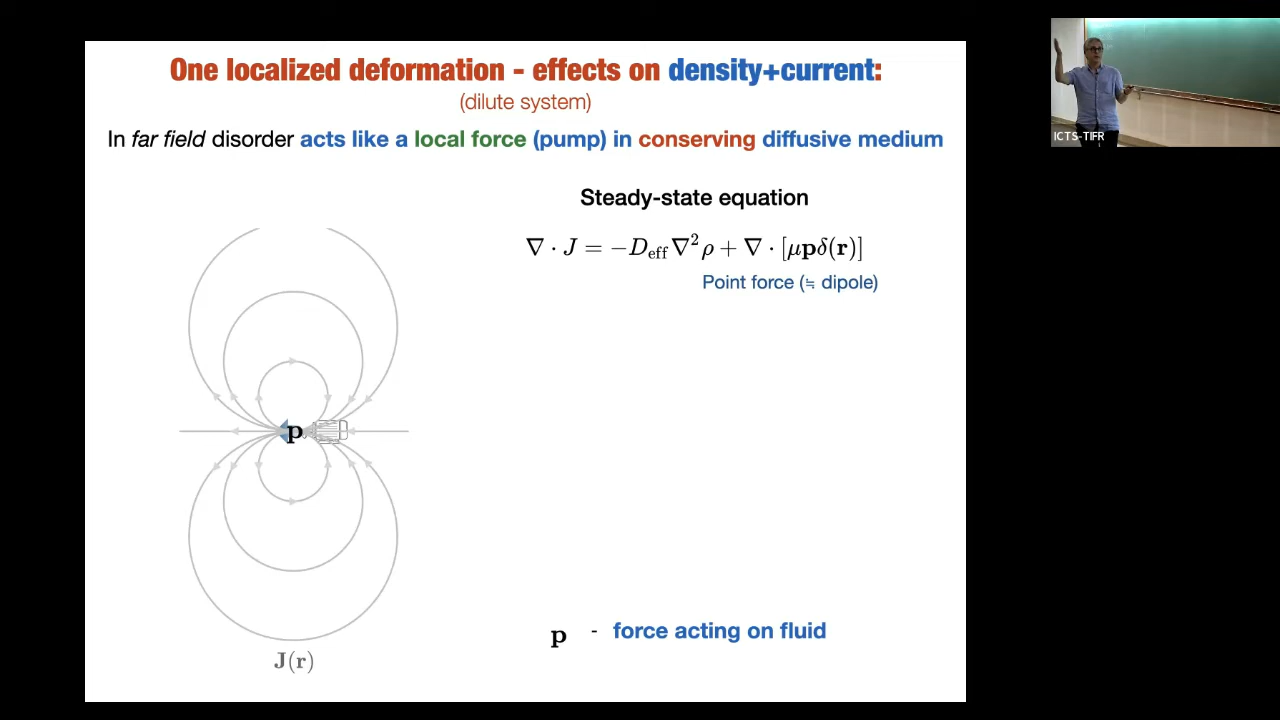 One localized deformation - effects on density+current:
(dilute system)
In far field disorder acts like a local force (pump) in conserving diffusive medium
ICTS-TIFR
Steady-state equation
∇ · J = −D_eff ∇²ρ + ∇ · [μ𝐩δ(𝐫)]
Point force (≒ dipole)
p
p - force acting on fluid
J(r)